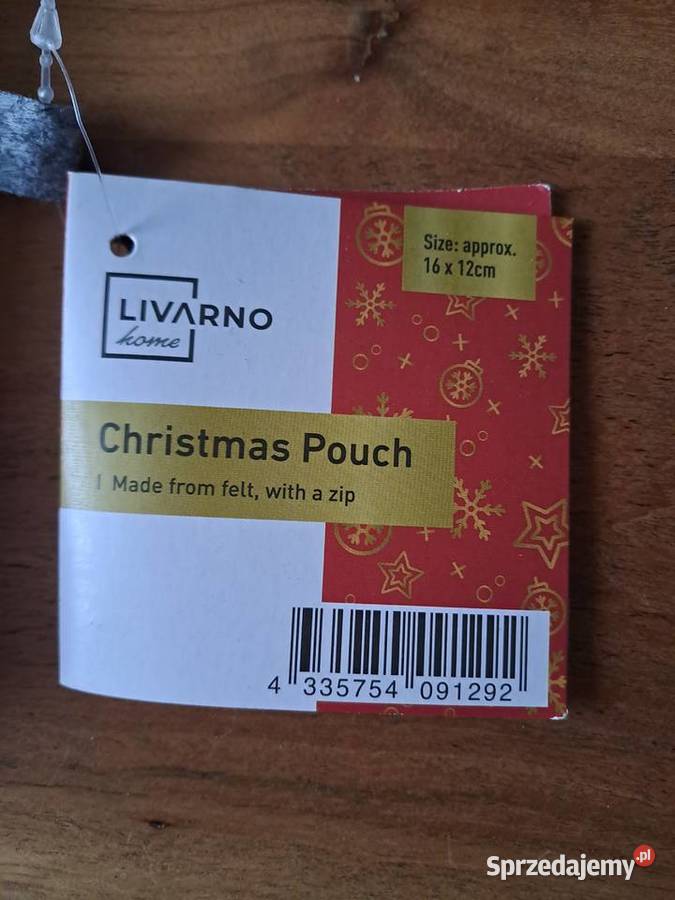 LIVARNO
home
Size: approx.
16 x 12cm
Christmas Pouch
Made from felt, with a zip
4 335754 091292
Sprzedajemy.pl